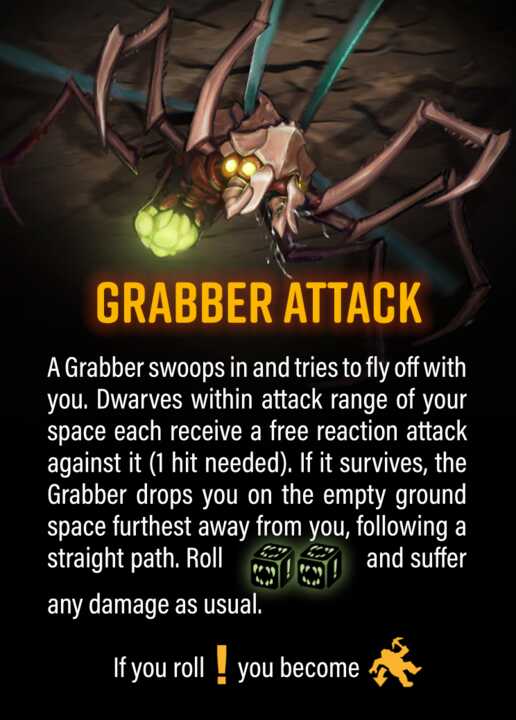 GRABBER ATTACK
A Grabber swoops in and tries to fly off with
you. Dwarves within attack range of your
space each receive a free reaction attack
against it (1 hit needed). If it survives, the
Grabber drops you on the empty ground
space furthest away from you, following a
straight path. Roll and suffer
any damage as usual.
If you roll ! you become